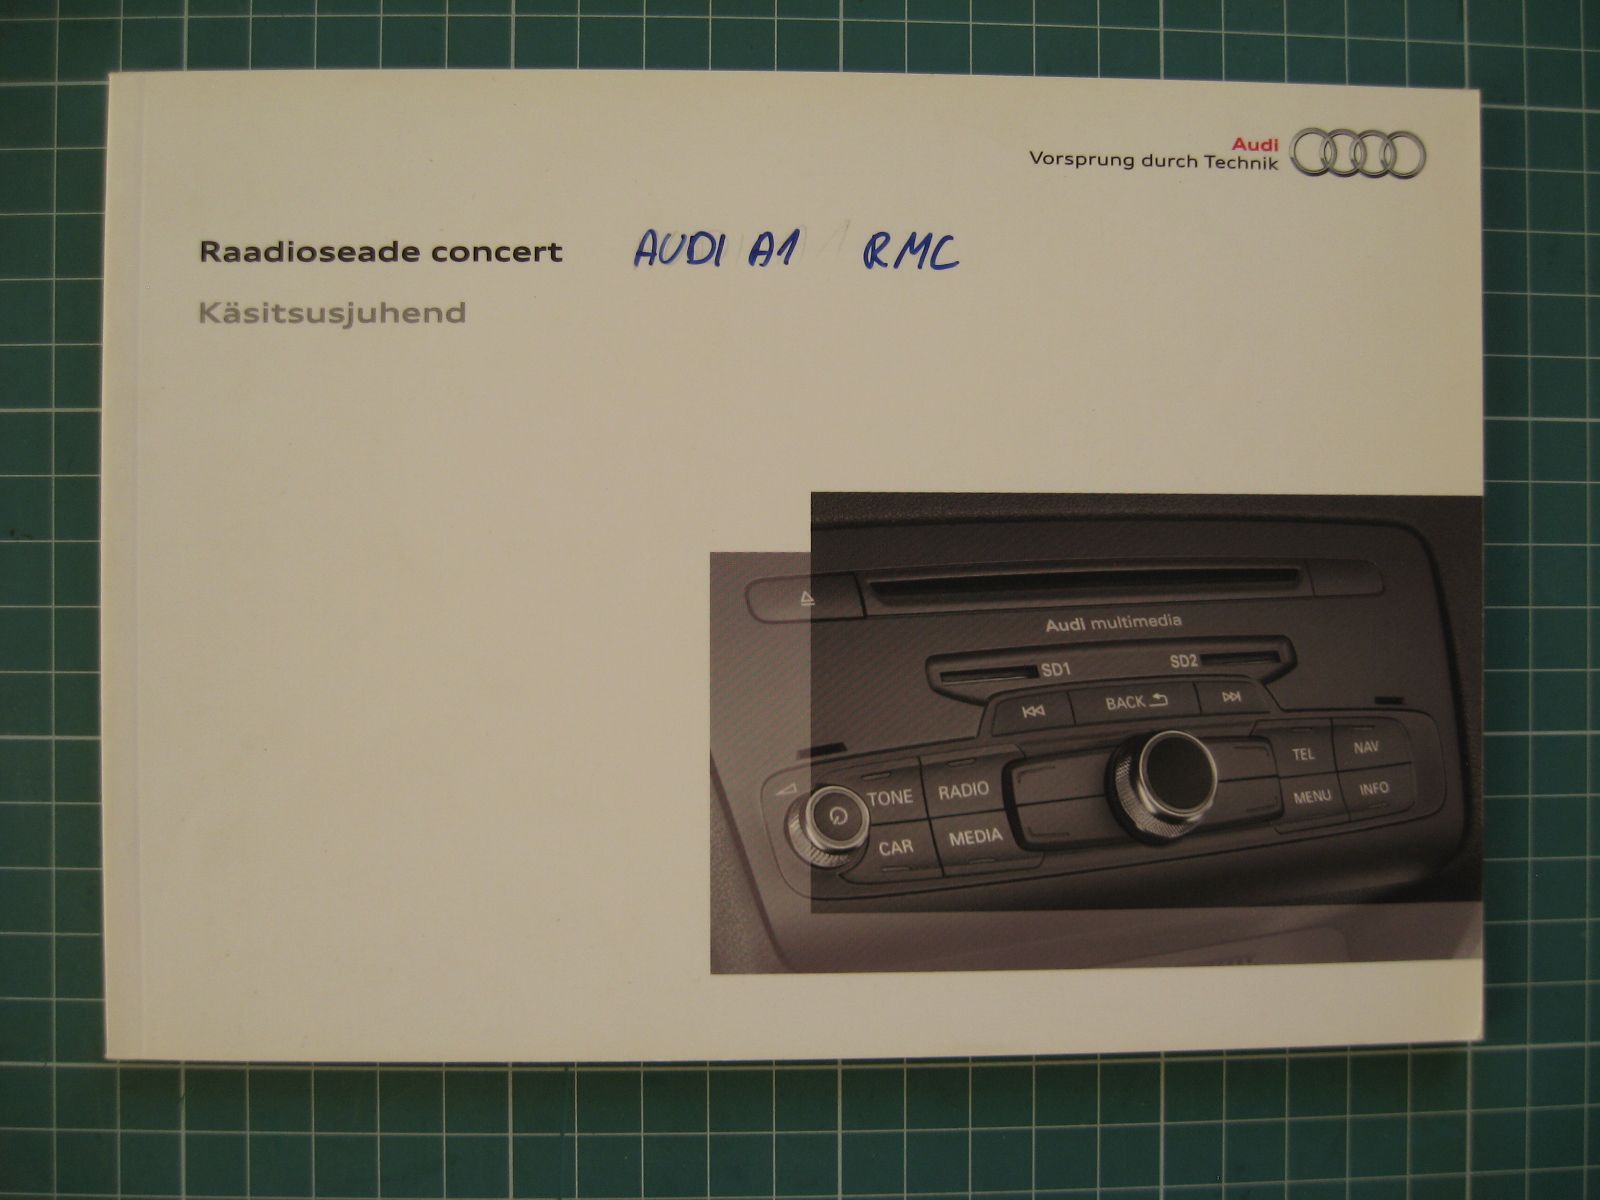 Audi
Vorsprung durch Technik
Raadioseade concert AUDI A1 RMC
Käsitsusjuhend
Audi multimedia
SD1 SD2
BACK
TONE RADIO TEL NAV
CAR MEDIA MENU INFO